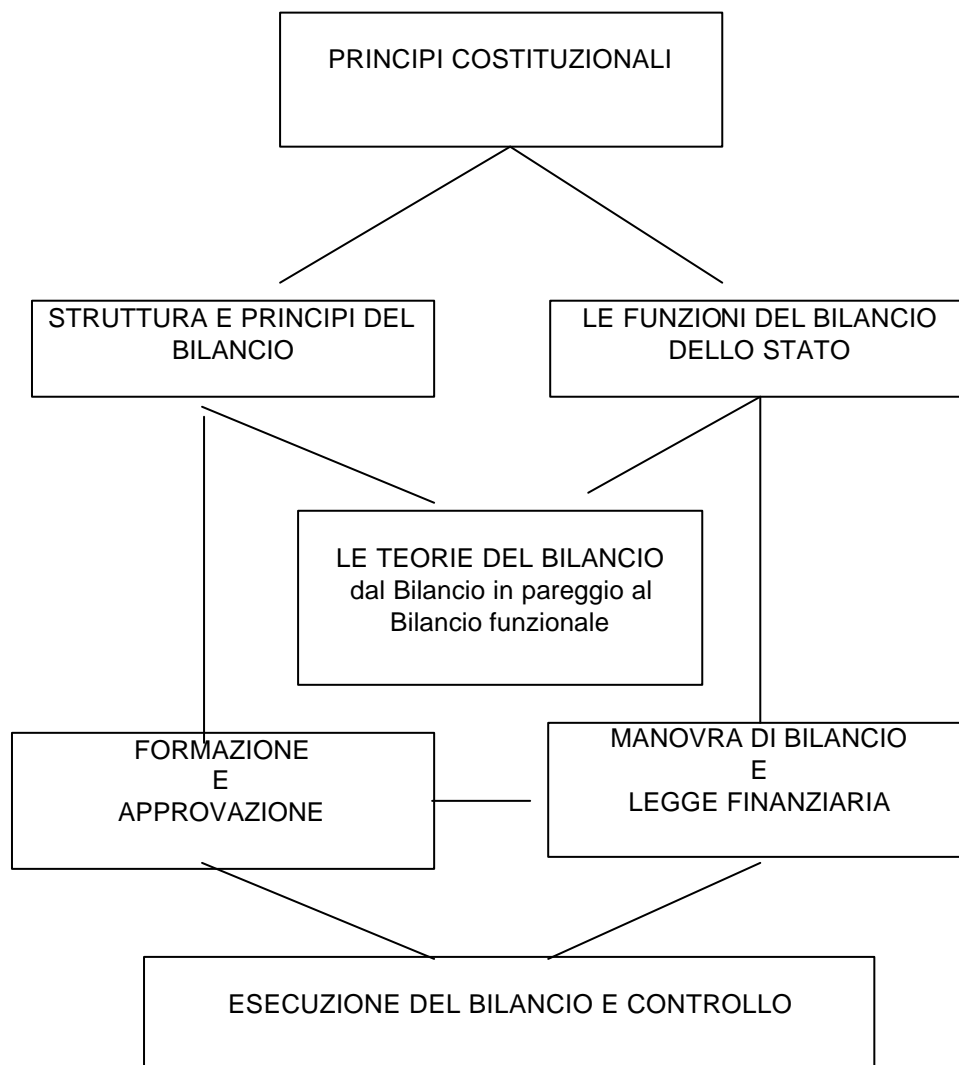 PRINCIPI COSTITUZIONALI
STRUTTURA E PRINCIPI DEL
BILANCIO
LE FUNZIONI DEL BILANCIO
DELLO STATO
LE TEORIE DEL BILANCIO
dal Bilancio in pareggio al
Bilancio funzionale
FORMAZIONE
E
APPROVAZIONE
MANOVRA DI BILANCIO
E
LEGGE FINANZIARIA
ESECUZIONE DEL BILANCIO E CONTROLLO